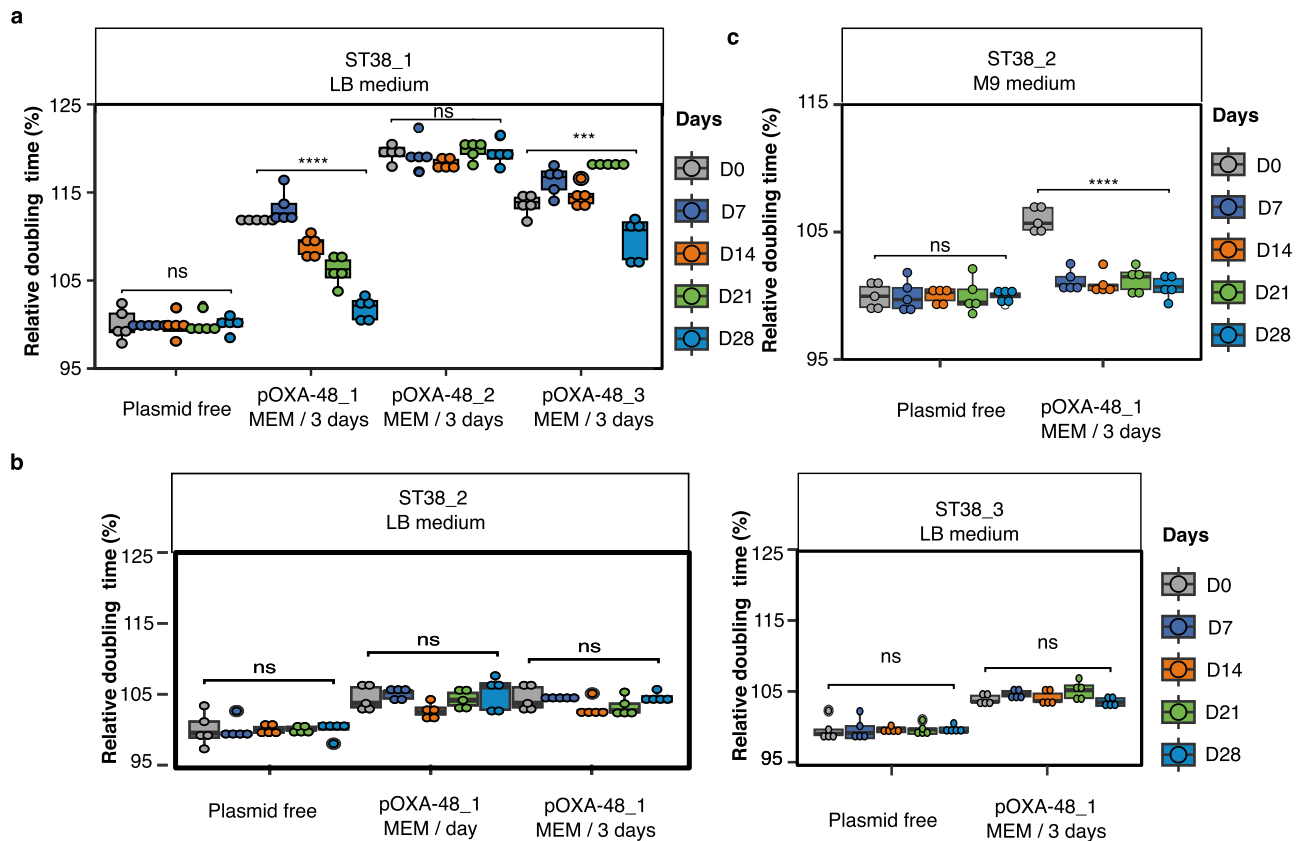 a
ST38_1
LB medium
Relative doubling time (%)
125
115
105
95
ns
****
ns
***
Plasmid free
pOXA-48_1
MEM / 3 days
pOXA-48_2
MEM / 3 days
pOXA-48_3
MEM / 3 days
Days
D0
D7
D14
D21
D28
c
ST38_2
M9 medium
Relative doubling time (%)
115
105
95
ns
****
Plasmid free
pOXA-48_1
MEM / 3 days
Days
D0
D7
D14
D21
D28
b
ST38_2
LB medium
Relative doubling time (%)
125
115
105
95
ns
ns
ns
Plasmid free
pOXA-48_1
MEM / day
pOXA-48_1
MEM / 3 days
ST38_3
LB medium
Relative doubling time (%)
125
115
105
95
ns
ns
Plasmid free
pOXA-48_1
MEM / 3 days
Days
D0
D7
D14
D21
D28